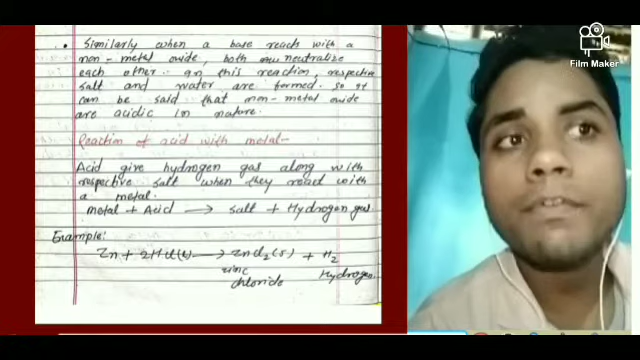 Similarly when a base reacts with a
non-metal oxide, both neutralize
each other. In this reaction, respective
salt and water are formed. So it
can be said that non-metal oxide
are acidic in nature.
Reaction of acid with metal-
Acid give hydrogen gas along with
respective salt when they react with
a metal.
metal + Acid → salt + Hydrogen gas
Example:
Zn + 2Hcl(l) → Zncl2(s) + H2
zinc Hydrogen
chloride
Film Maker